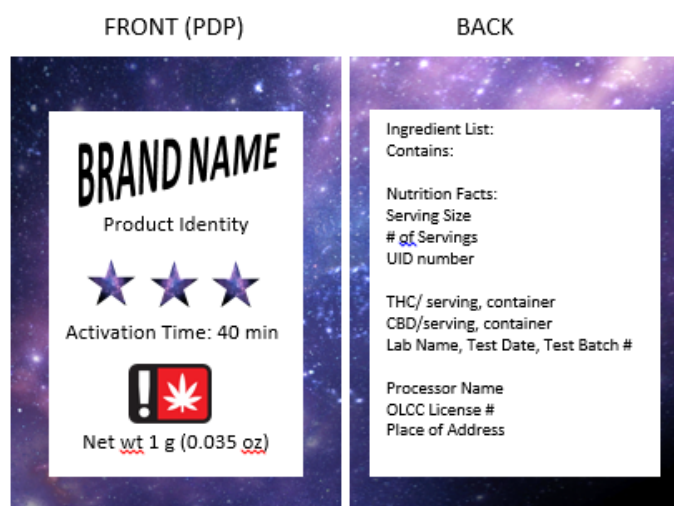 FRONT (PDP)
BRAND NAME
Product Identity
Activation Time: 40 min
!
Net wt 1 g (0.035 oz)
BACK
Ingredient List:
Contains:
Nutrition Facts:
Serving Size
# of Servings
UID number
THC/ serving, container
CBD/serving, container
Lab Name, Test Date, Test Batch #
Processor Name
OLCC License #
Place of Address